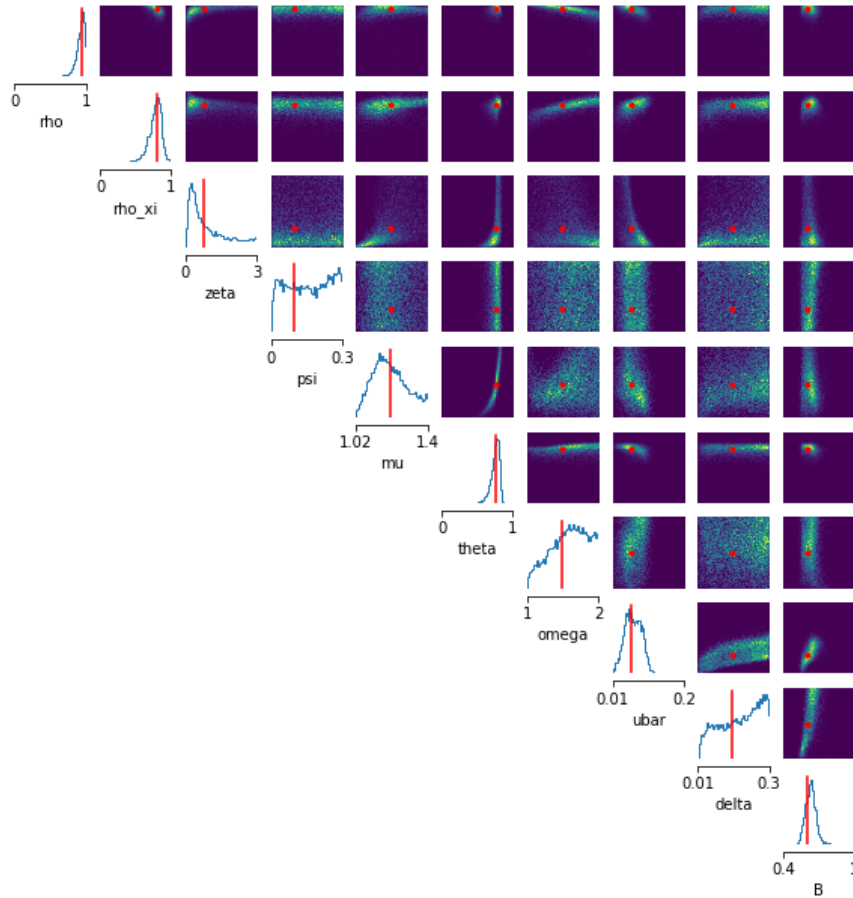 0 1
rho
0 1
rho_xi
0 3
zeta
0 0.3
psi
1.02 1.4
mu
0 1
theta
1 2
omega
0.01 0.2
ubar
0.01 0.3
delta
0.4
B